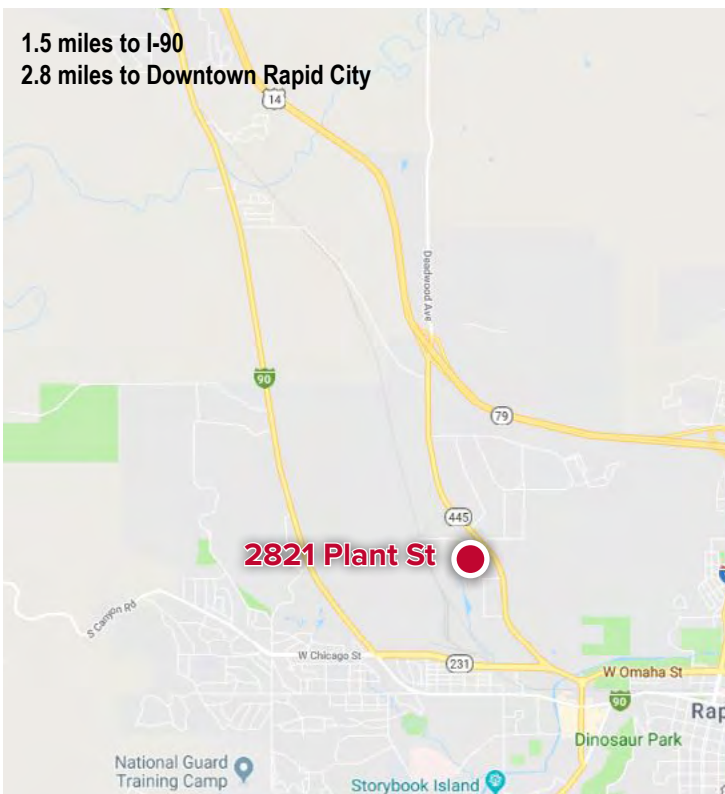 1.5 miles to I-90
2.8 miles to Downtown Rapid City
14
Deadwood Ave
90
79
445
2821 Plant St
S Canyon Rd
W Chicago St
231
W Omaha St
90
Rap
Dinosaur Park
National Guard
Training Camp
Storybook Island